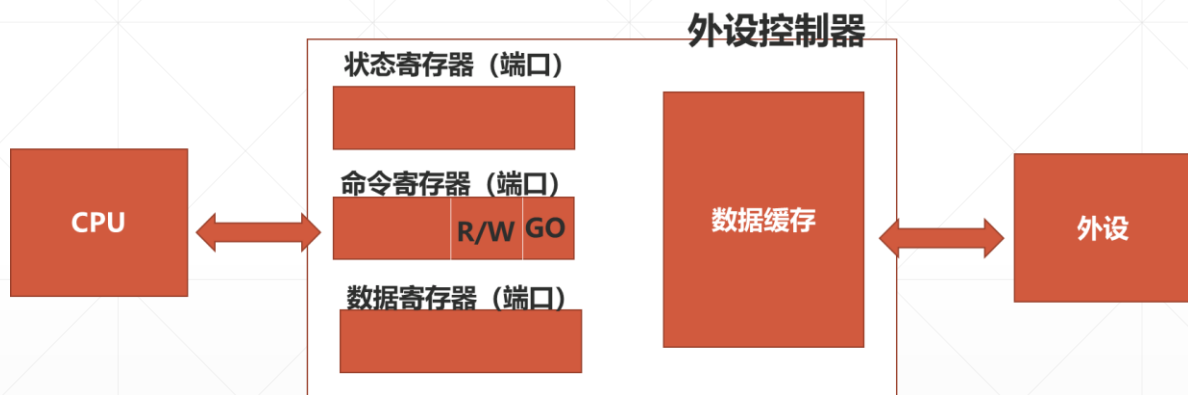 外设控制器
状态寄存器（端口）
命令寄存器（端口）
CPU
R/W
GO
数据缓存
外设
数据寄存器（端口）